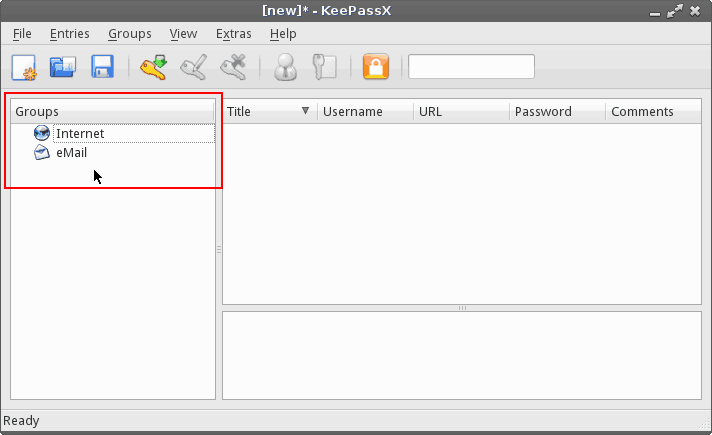 [new]* - KeePassX
File Entries Groups View Extras Help
Groups
Title Username URL Password Comments
Internet
eMail
Ready